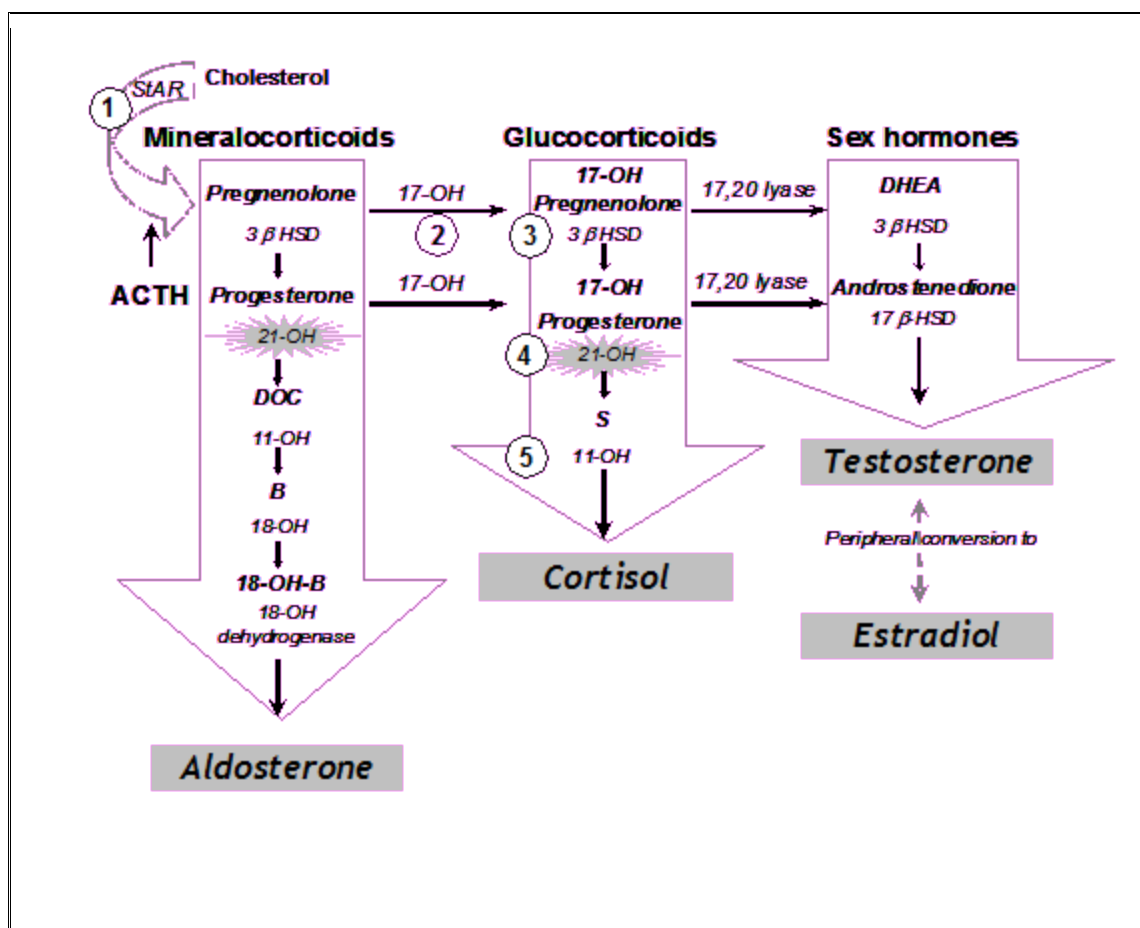 Cholesterol
StAR
1
Mineralocorticoids
Glucocorticoids
Sex hormones
Pregnenolone
17-OH
2
17-OH
Pregnenolone
17,20 lyase
DHEA
3 β HSD
3
3 βHSD
3 βHSD
ACTH
Progesterone
17-OH
17-OH
Progesterone
17,20 lyase
Androstenedione
17 β-HSD
21-OH
4
21-OH
DOC
S
11-OH
5
11-OH
Testosterone
B
18-OH
Peripheral conversion to
18-OH-B
Cortisol
18-OH
dehydrogenase
Estradiol
Aldosterone